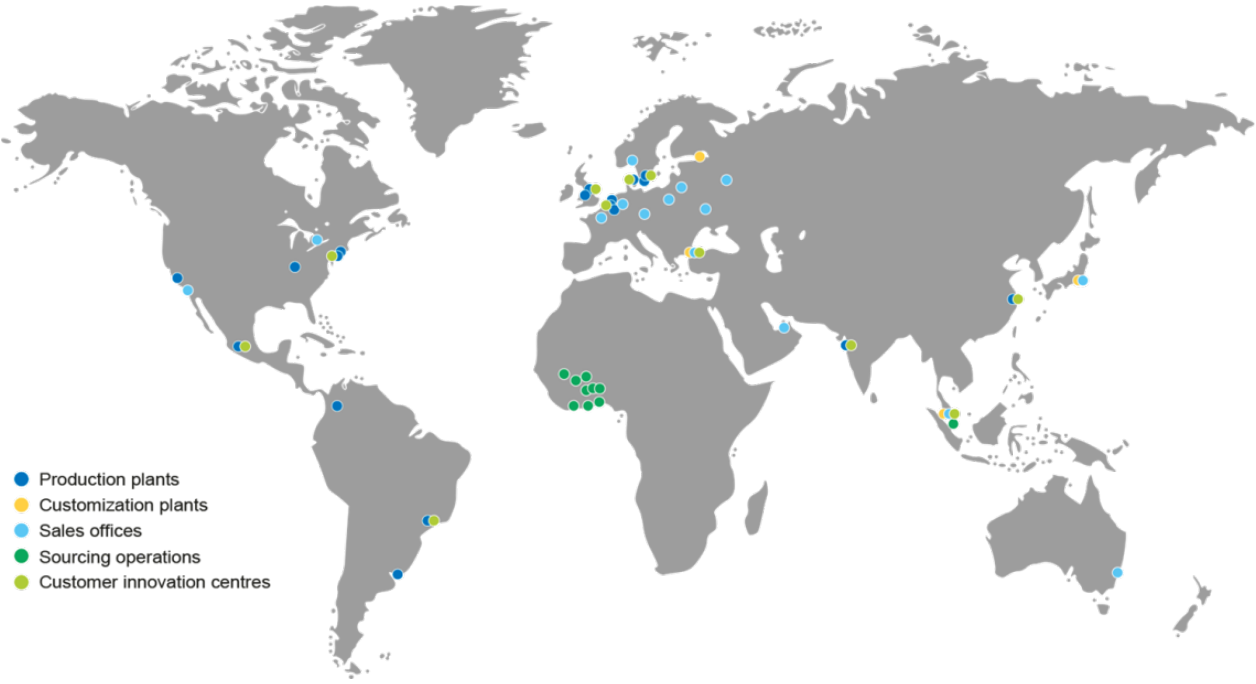 Production plants
Customization plants
Sales offices
Sourcing operations
Customer innovation centres